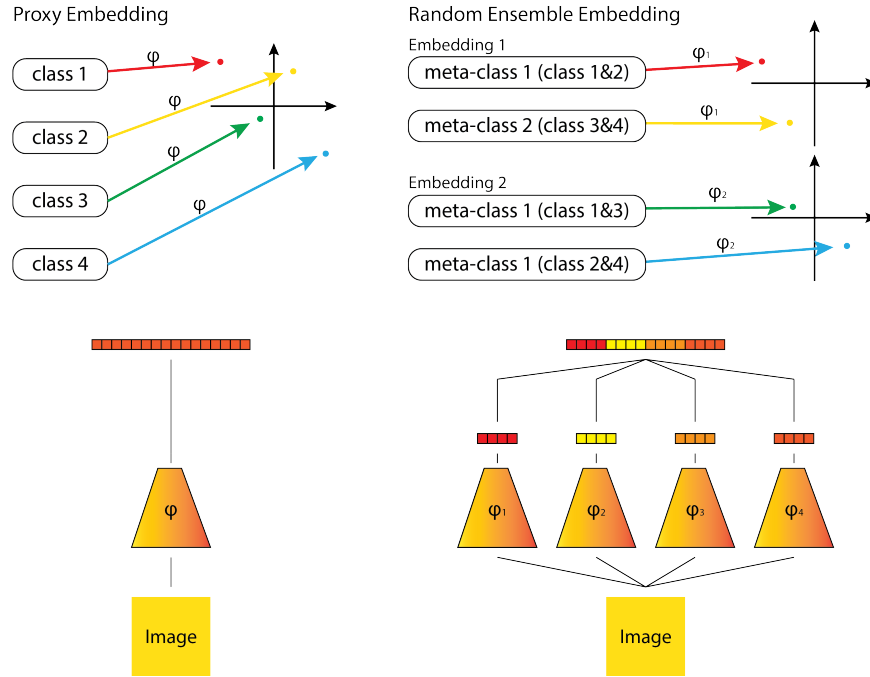 Proxy Embedding
φ
class 1
φ
class 2
φ
class 3
φ
class 4
Random Ensemble Embedding
Embedding 1
φ1
meta-class 1 (class 1&2)
φ1
meta-class 2 (class 3&4)
Embedding 2
φ2
meta-class 1 (class 1&3)
φ2
meta-class 1 (class 2&4)
φ
Image
φ1 φ2 φ3 φ4
Image